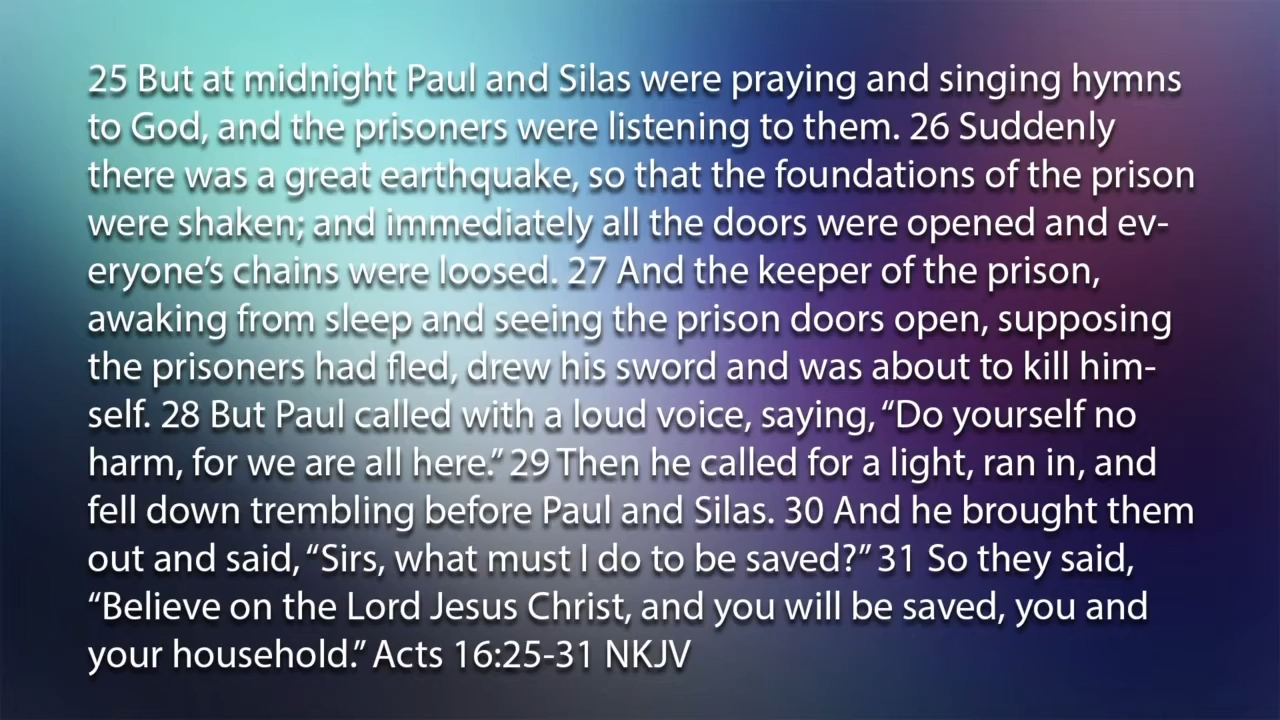 25 But at midnight Paul and Silas were praying and singing hymns
to God, and the prisoners were listening to them. 26 Suddenly
there was a great earthquake, so that the foundations of the prison
were shaken; and immediately all the doors were opened and ev-
eryone’s chains were loosed. 27 And the keeper of the prison,
awaking from sleep and seeing the prison doors open, supposing
the prisoners had fled, drew his sword and was about to kill him-
self. 28 But Paul called with a loud voice, saying, “Do yourself no
harm, for we are all here.” 29 Then he called for a light, ran in, and
fell down trembling before Paul and Silas. 30 And he brought them
out and said, “Sirs, what must I do to be saved?” 31 So they said,
“Believe on the Lord Jesus Christ, and you will be saved, you and
your household.” Acts 16:25-31 NKJV